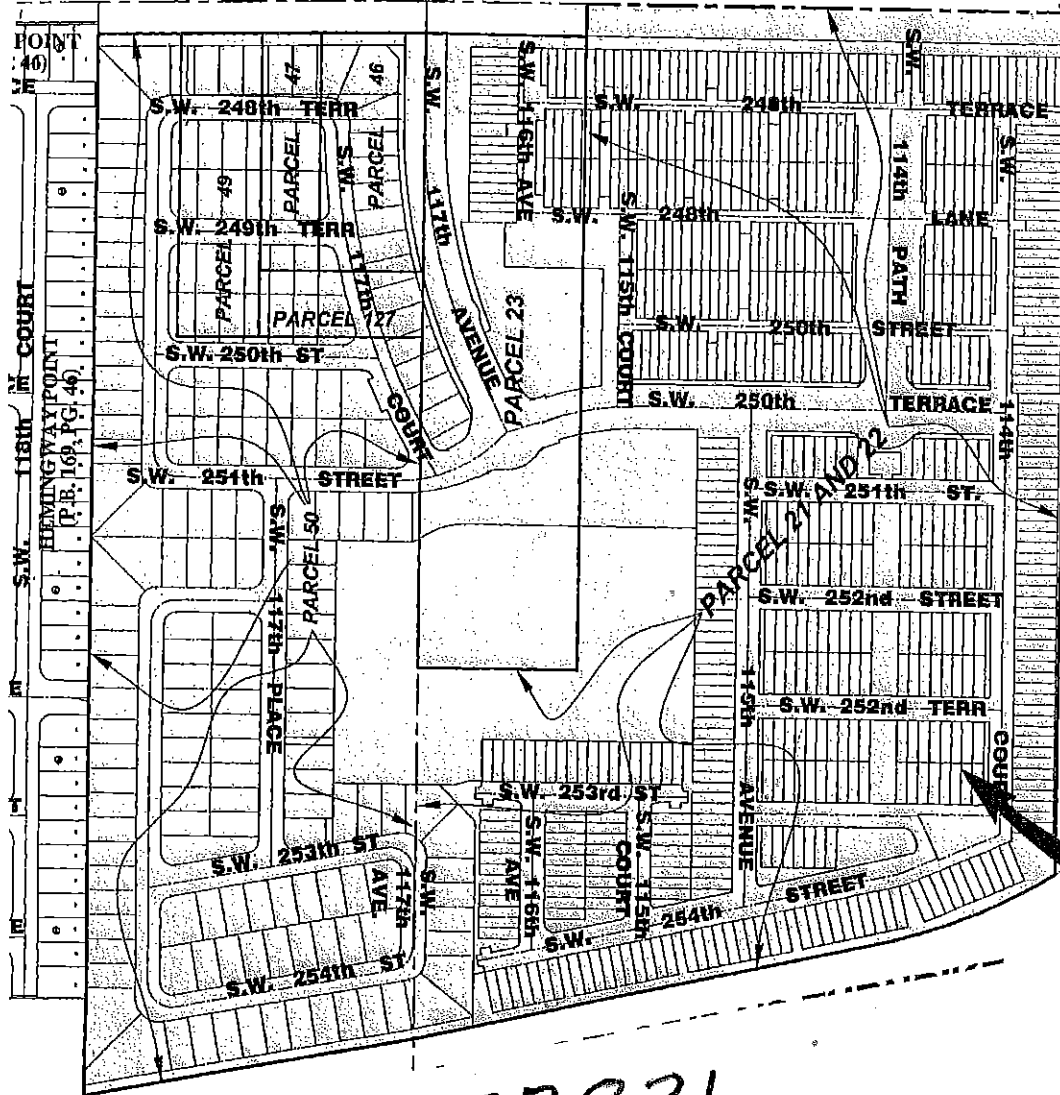 POINT
46)
S.W. 118th COURT
HEMINGWAY POINT
(P.B. 169, PG. 46)
S.W. 248th TERR
PARCEL 47
PARCEL 46
PARCEL 49
S.W. 249th TERR
PARCEL 127
S.W. 250th ST
S.W. 117th COURT
S.W. 117th AVENUE
S.W. 251th STREET
PARCEL 50
S.W. 117th PLACE
S.W. 253th ST
S.W. 117th AVE.
S.W. 254th ST
S.W. 116th AVE
S.W. 248th TERRACE
S.W. 248th LANE
S.W. 115th COURT
PARCEL 23
S.W. 114th PATH
S.W. 250th STREET
S.W. 250th TERRACE
S.W. 114th COURT
PARCEL 21 AND 22
S.W. 251th ST.
S.W. 252nd STREET
S.W. 252nd TERR
S.W. 115th AVENUE
S.W. 253rd ST
S.W. 116th AVE
S.W. 115th COURT
S.W. 254th STREET